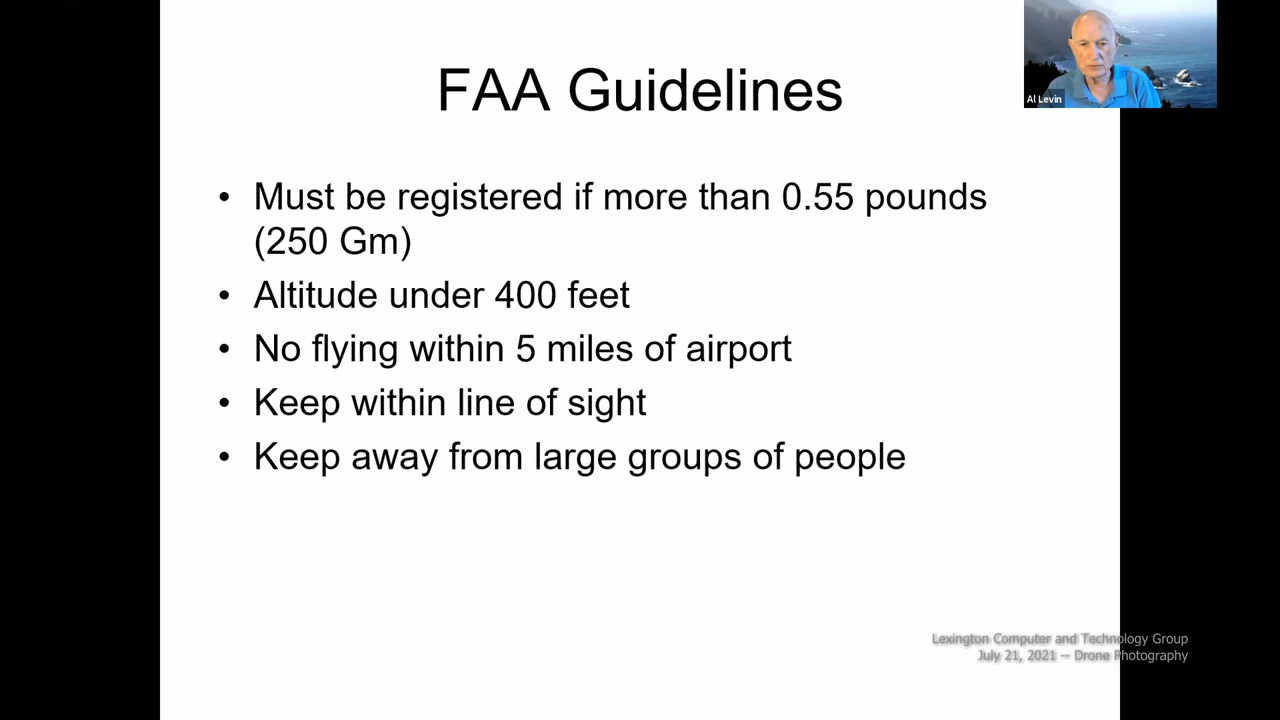 FAA Guidelines
Al Levin
• Must be registered if more than 0.55 pounds
(250 Gm)
• Altitude under 400 feet
• No flying within 5 miles of airport
• Keep within line of sight
• Keep away from large groups of people
Lexington Computer and Technology Group
July 21, 2021 -- Drone Photography